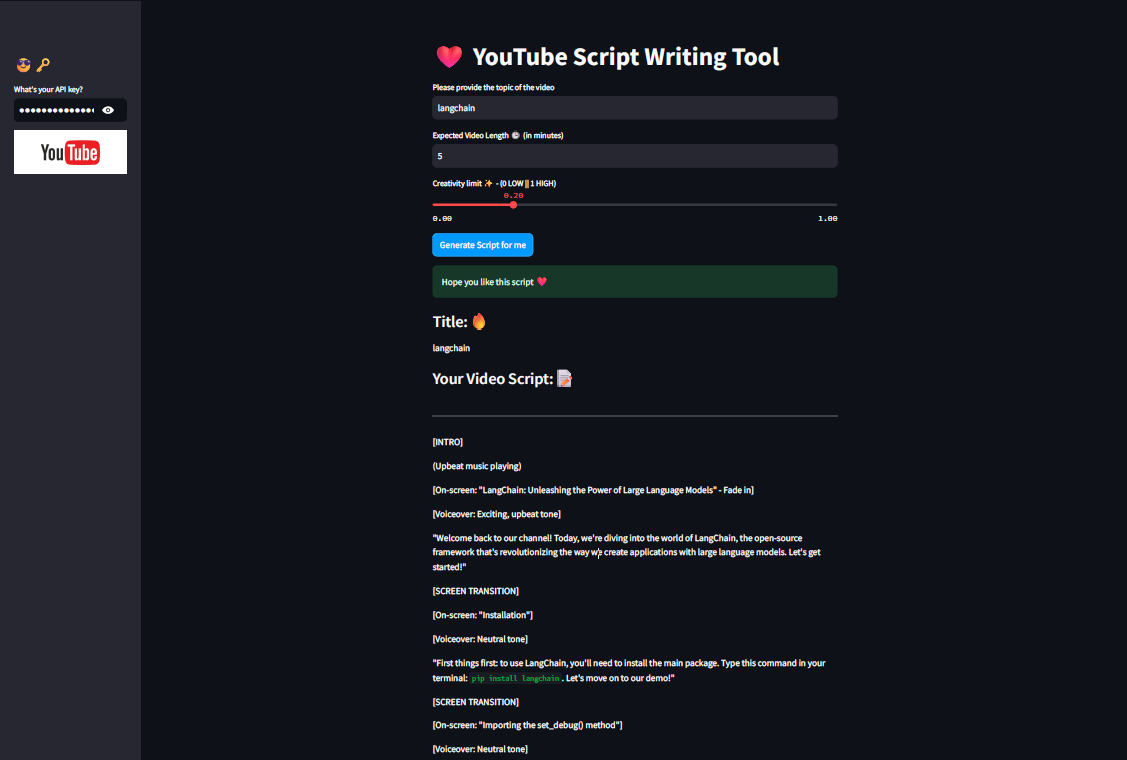 What's your API key?
YouTube
YouTube Script Writing Tool
Please provide the topic of the video
langchain
Expected Video Length (in minutes)
5
Creativity limit ✨ - (0 LOW || 1 HIGH)
0.20
0.00 1.00
Generate Script for me
Hope you like this script
Title:
langchain
Your Video Script:
[INTRO]
(Upbeat music playing)
[On-screen: "LangChain: Unleashing the Power of Large Language Models" - Fade in]
[Voiceover: Exciting, upbeat tone]
"Welcome back to our channel! Today, we're diving into the world of LangChain, the open-source
framework that's revolutionizing the way we create applications with large language models. Let's get
started!"
[SCREEN TRANSITION]
[On-screen: "Installation"]
[Voiceover: Neutral tone]
"First things first: to use LangChain, you'll need to install the main package. Type this command in your
terminal: pip install langchain. Let's move on to our demo!"
[SCREEN TRANSITION]
[On-screen: "Importing the set_debug() method"]
[Voiceover: Neutral tone]